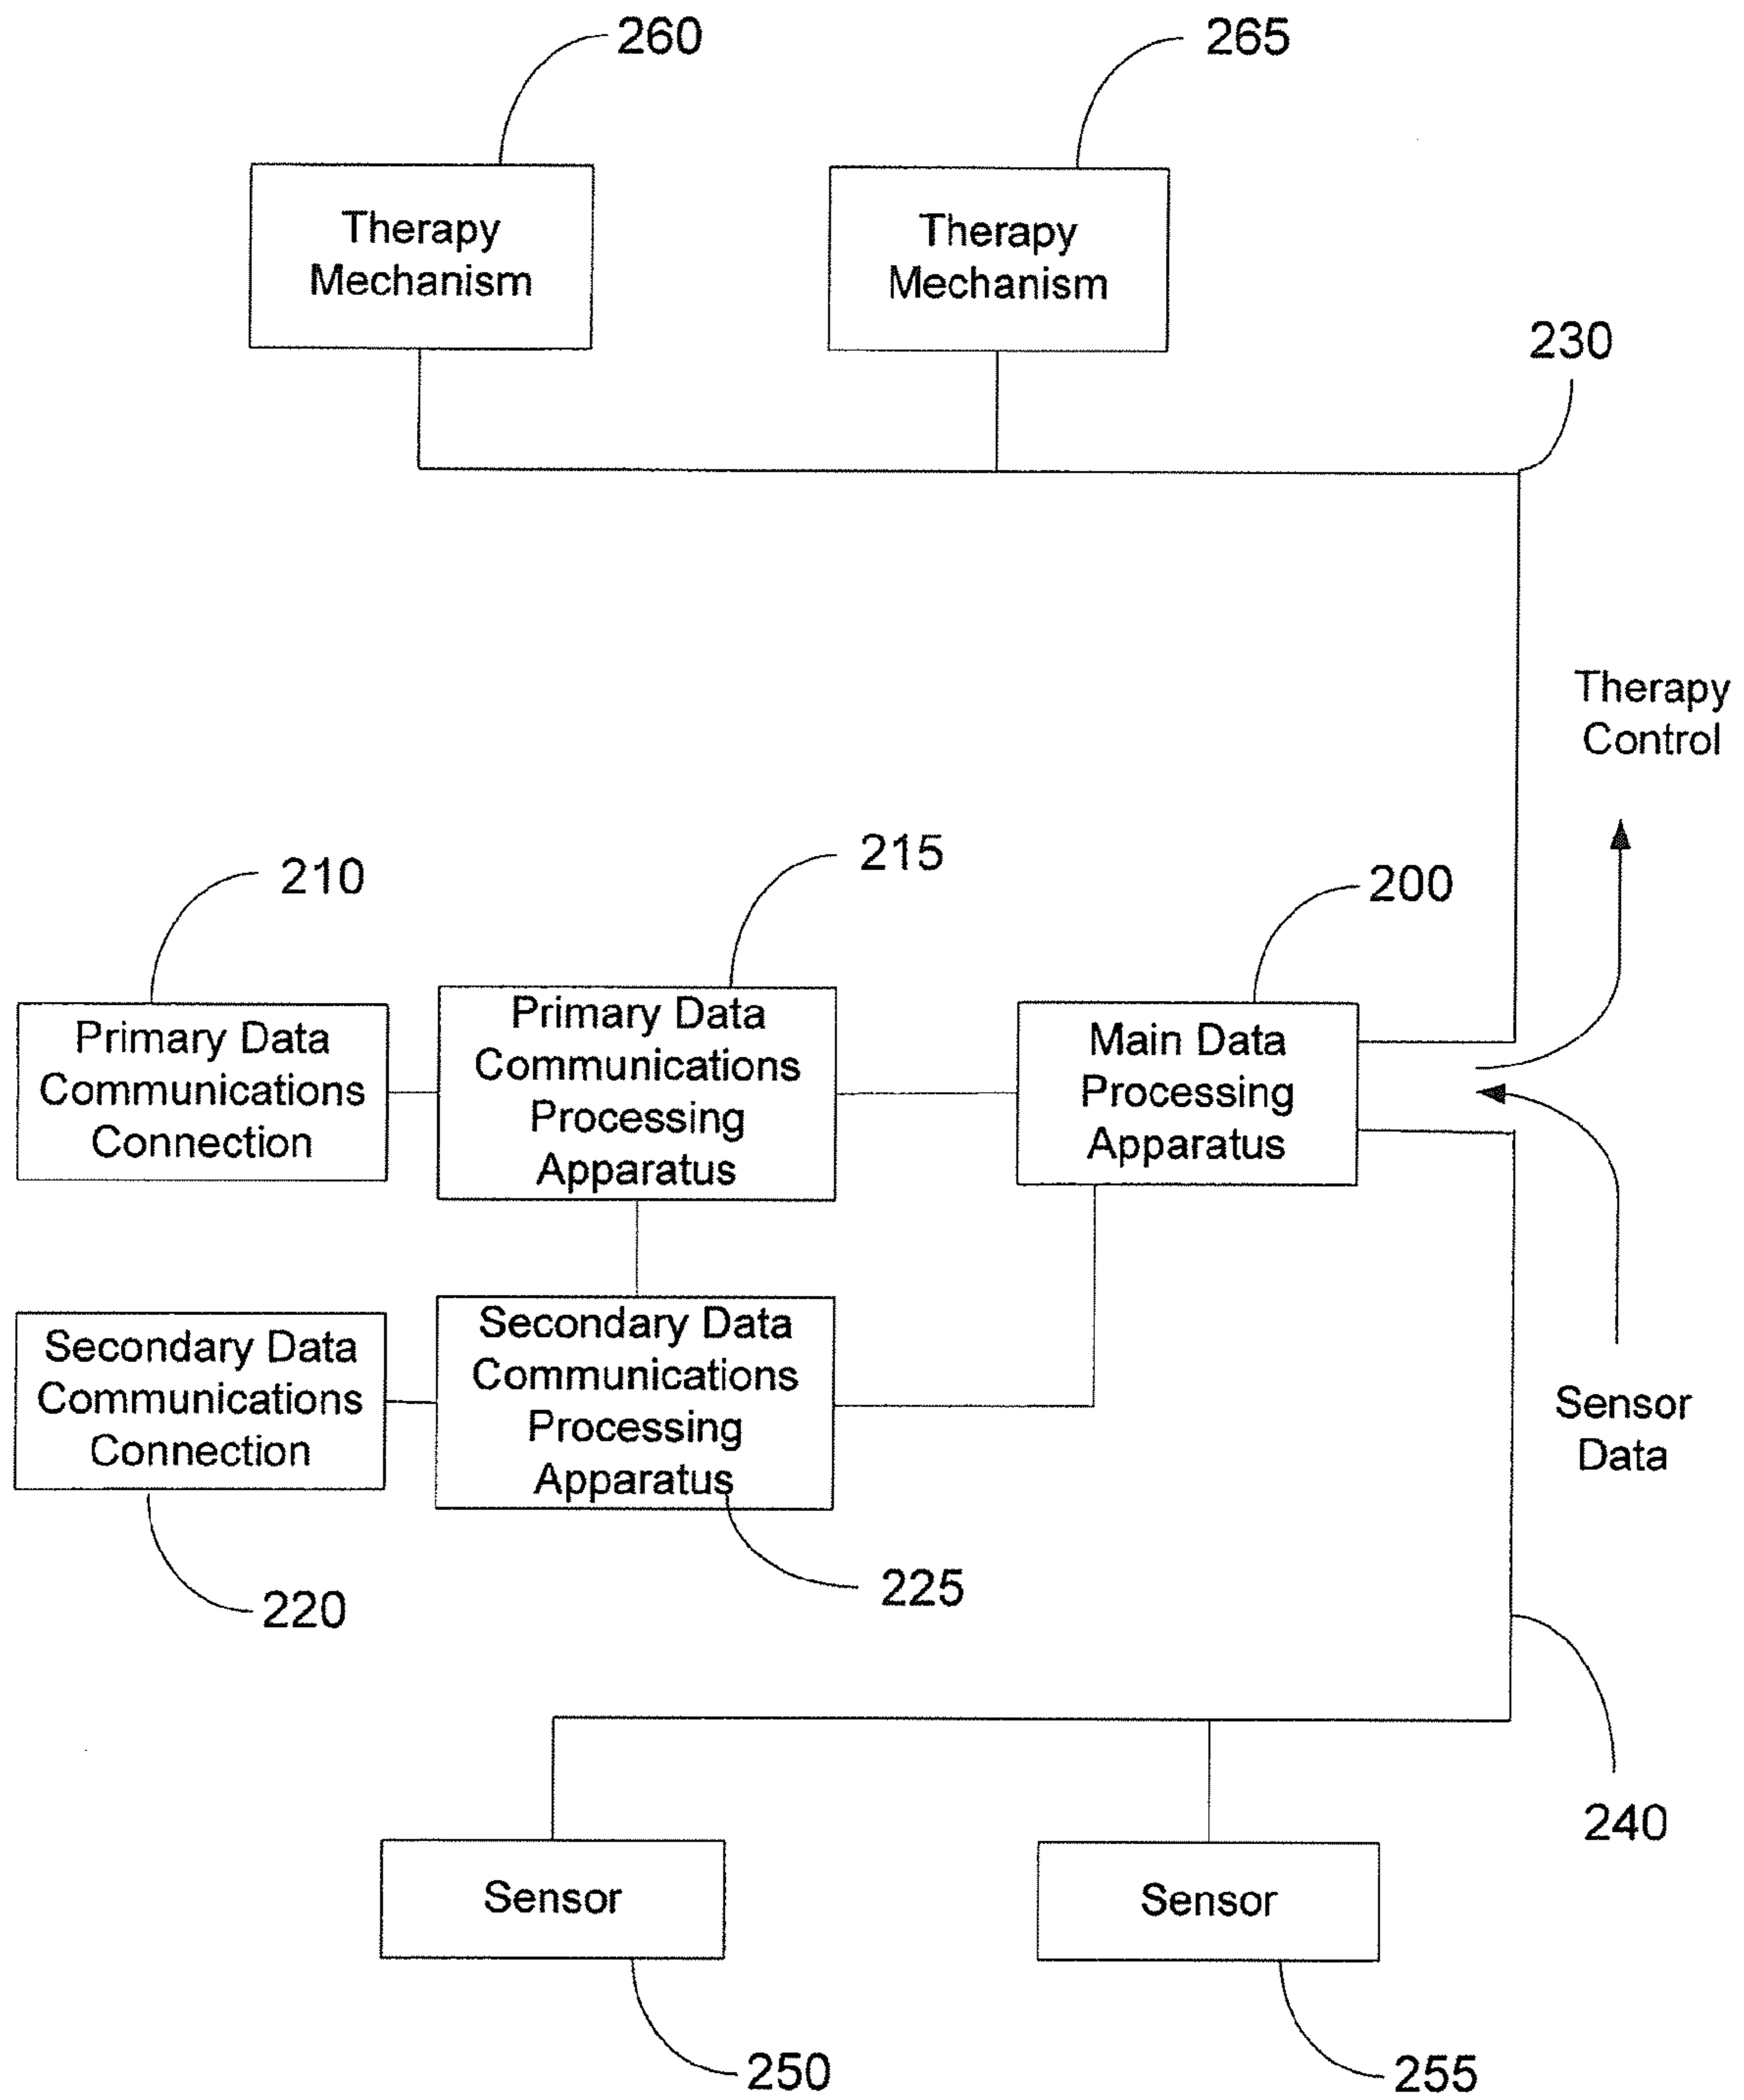 260
265
Therapy
Mechanism
Therapy
Mechanism
230
Therapy
Control
210
215
200
Primary Data
Communications
Connection
Primary Data
Communications
Processing
Apparatus
Main Data
Processing
Apparatus
Secondary Data
Communications
Connection
Secondary Data
Communications
Processing
Apparatus
Sensor
Data
220
225
240
Sensor
Sensor
250
255